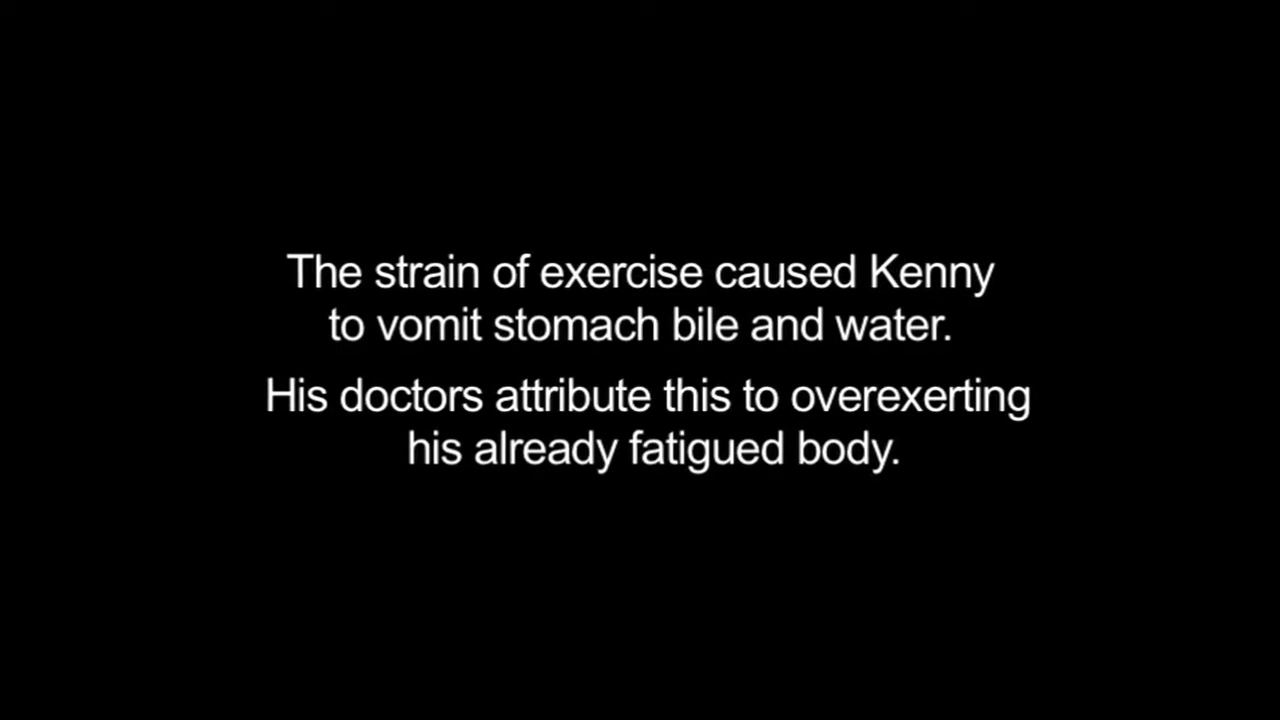 The strain of exercise caused Kenny
to vomit stomach bile and water.
His doctors attribute this to overexerting
his already fatigued body.